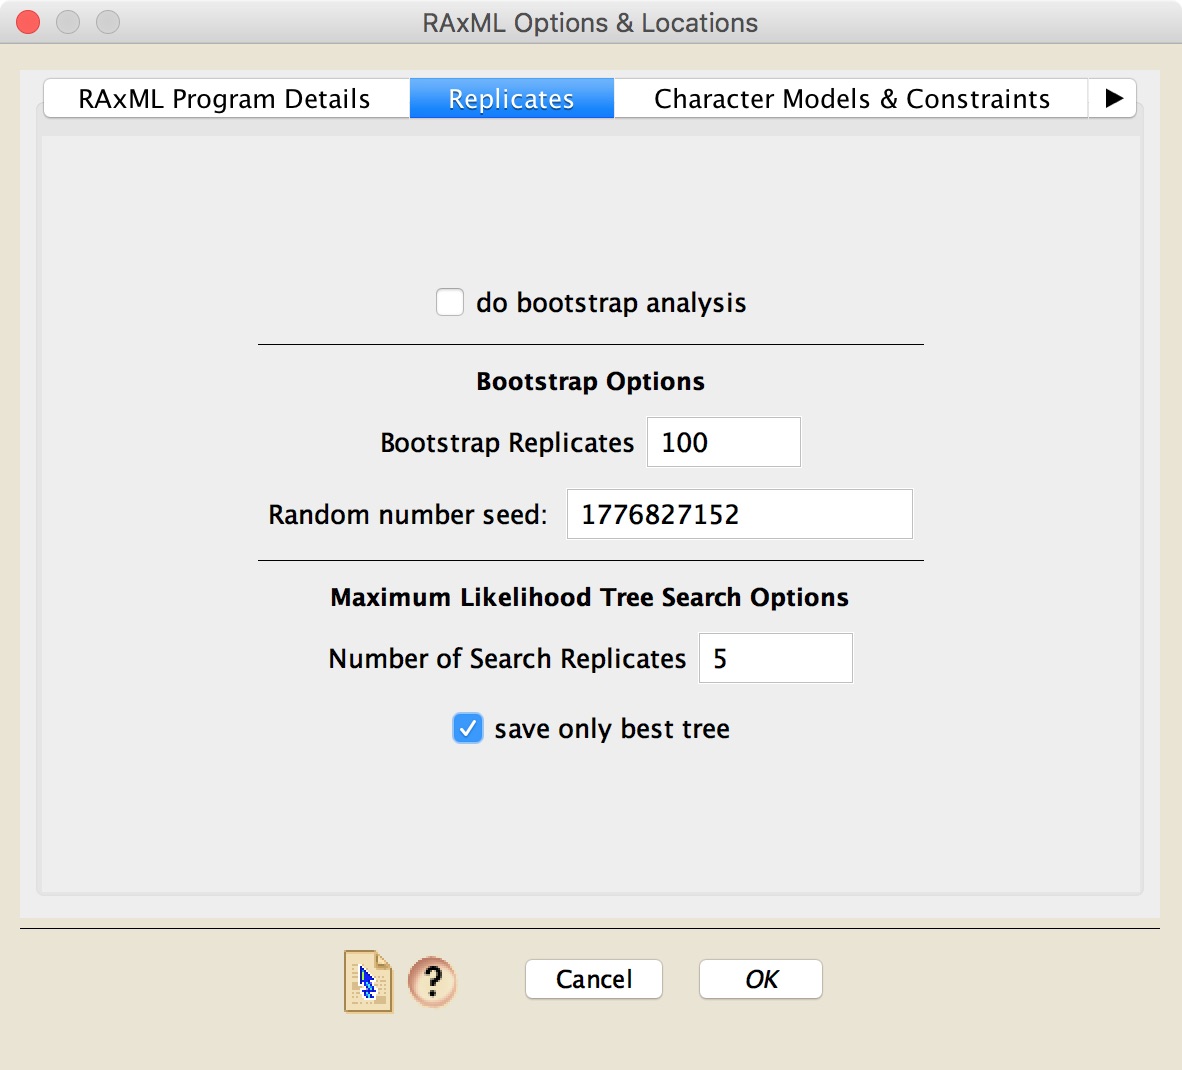 RAxML Options & Locations
RAxML Program Details Replicates Character Models & Constraints
do bootstrap analysis
Bootstrap Options
Bootstrap Replicates 100
Random number seed: 1776827152
Maximum Likelihood Tree Search Options
Number of Search Replicates 5
save only best tree
? Cancel OK